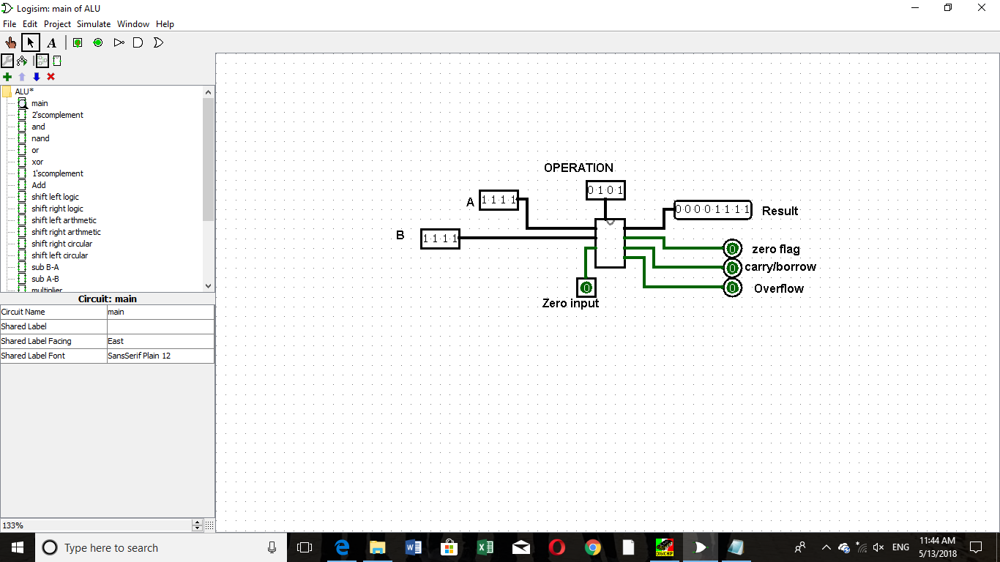 Logisim: main of ALU
File Edit Project Simulate Window Help
A
ALU*
main
2'scomplement
and
nand
or
xor
1'scomplement
Add
shift left logic
shift right logic
shift left arthmetic
shift right arthmetic
shift right circular
shift left circular
sub B-A
sub A-B
multiplier
Circuit: main
Circuit Name main
Shared Label
Shared Label Facing East
Shared Label Font SansSerif Plain 12
133%
OPERATION
0 1 0 1
A 1 1 1 1
0 0 0 0 1 1 1 1 Result
B 1 1 1 1
0 zero flag
0 carry/borrow
0 Overflow
0
Zero input
Type here to search
DIGICHIP
ENG
11:44 AM
5/13/2018